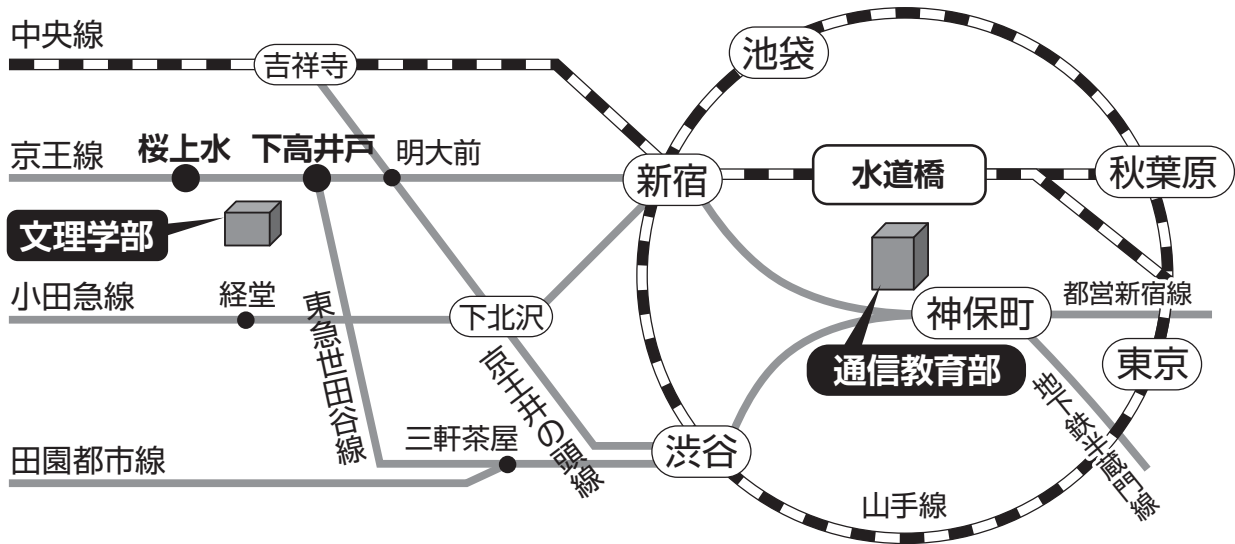 中央線
吉祥寺
池袋
京王線
桜上水
下高井戸
明大前
新宿
水道橋
秋葉原
文理学部
小田急線
経堂
下北沢
神保町
都営新宿線
東急世田谷線
京王井の頭線
通信教育部
東京
地下鉄半蔵門線
田園都市線
三軒茶屋
渋谷
山手線